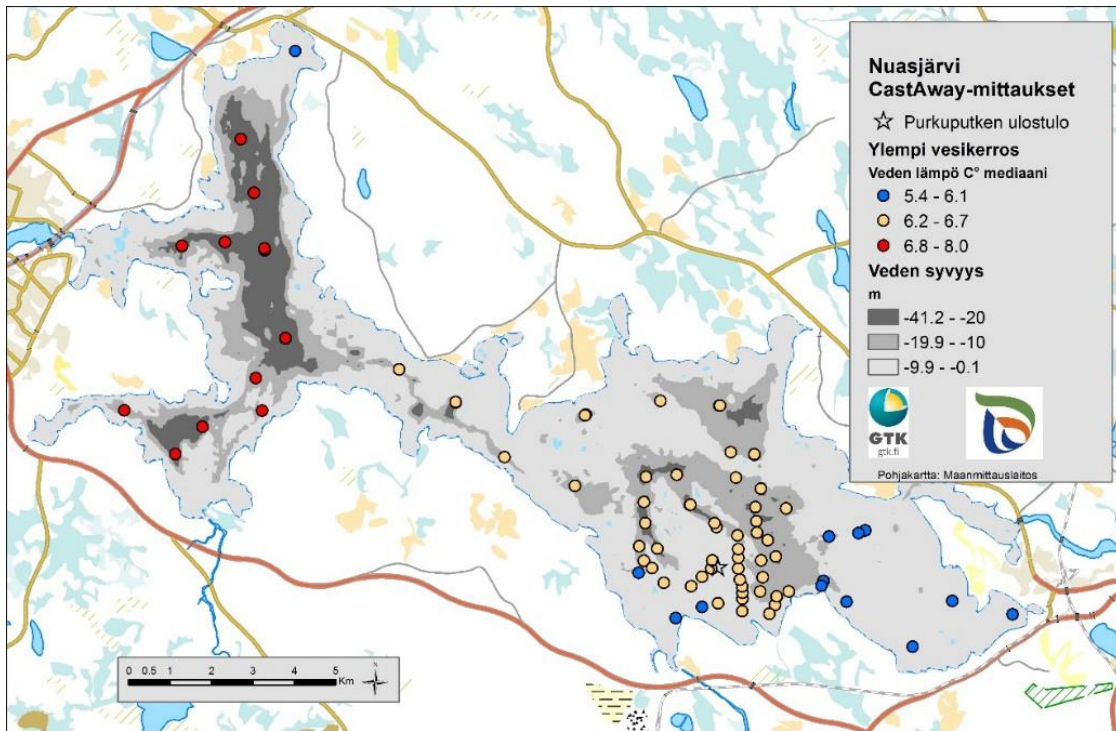 Nuasjärvi
CastAway-mittaukset
Purkuputken ulostulo
Ylempi vesikerros
Veden lämpö C° mediaani
5.4 - 6.1
6.2 - 6.7
6.8 - 8.0
Veden syvyys
m
-41.2 - -20
-19.9 - -10
-9.9 - -0.1
GTK
gtk.fi
Pohjakartta: Maanmittauslaitos
0 0.5 1 2 3 4 5
Km
N